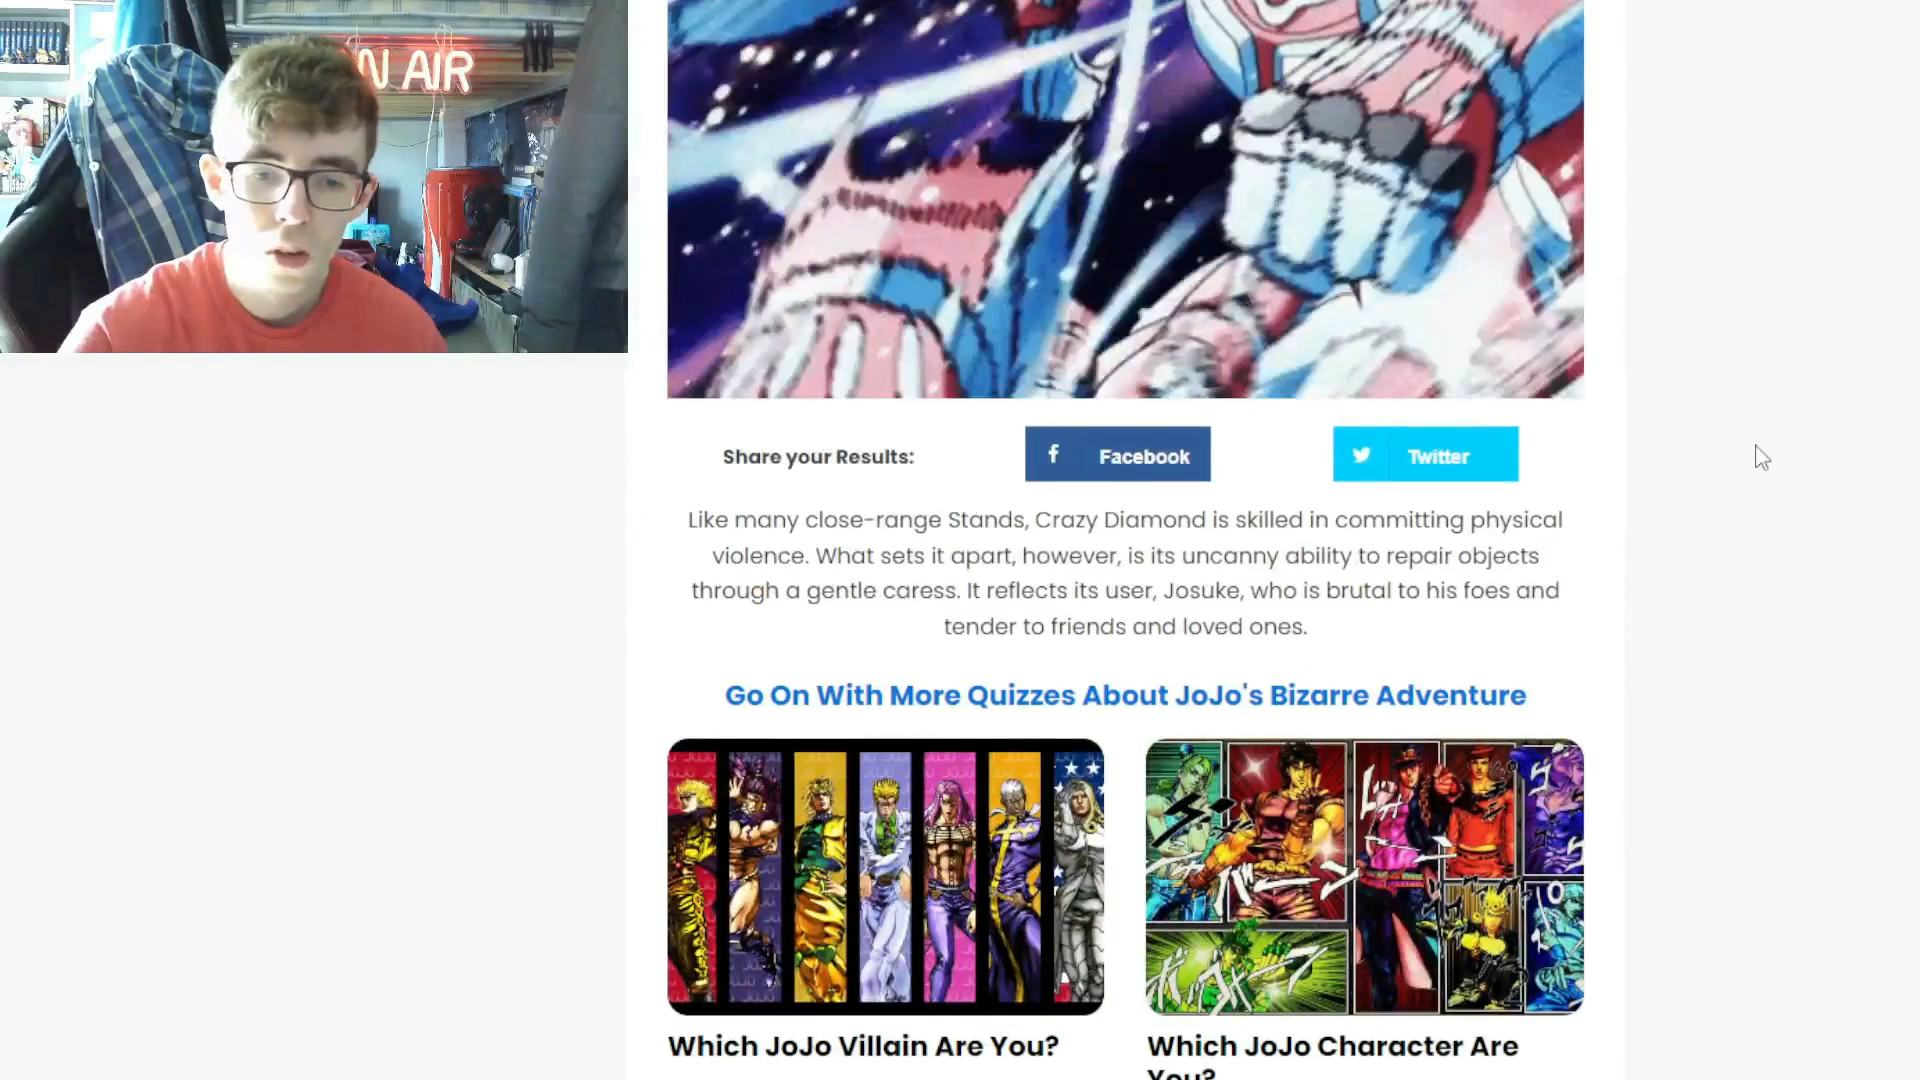 N AIR
Share your Results:
Facebook
Twitter
Like many close-range Stands, Crazy Diamond is skilled in committing physical
violence. What sets it apart, however, is its uncanny ability to repair objects
through a gentle caress. It reflects its user, Josuke, who is brutal to his foes and
tender to friends and loved ones.
Go On With More Quizzes About JoJo's Bizarre Adventure
Which JoJo Villain Are You?
Which JoJo Character Are
You?